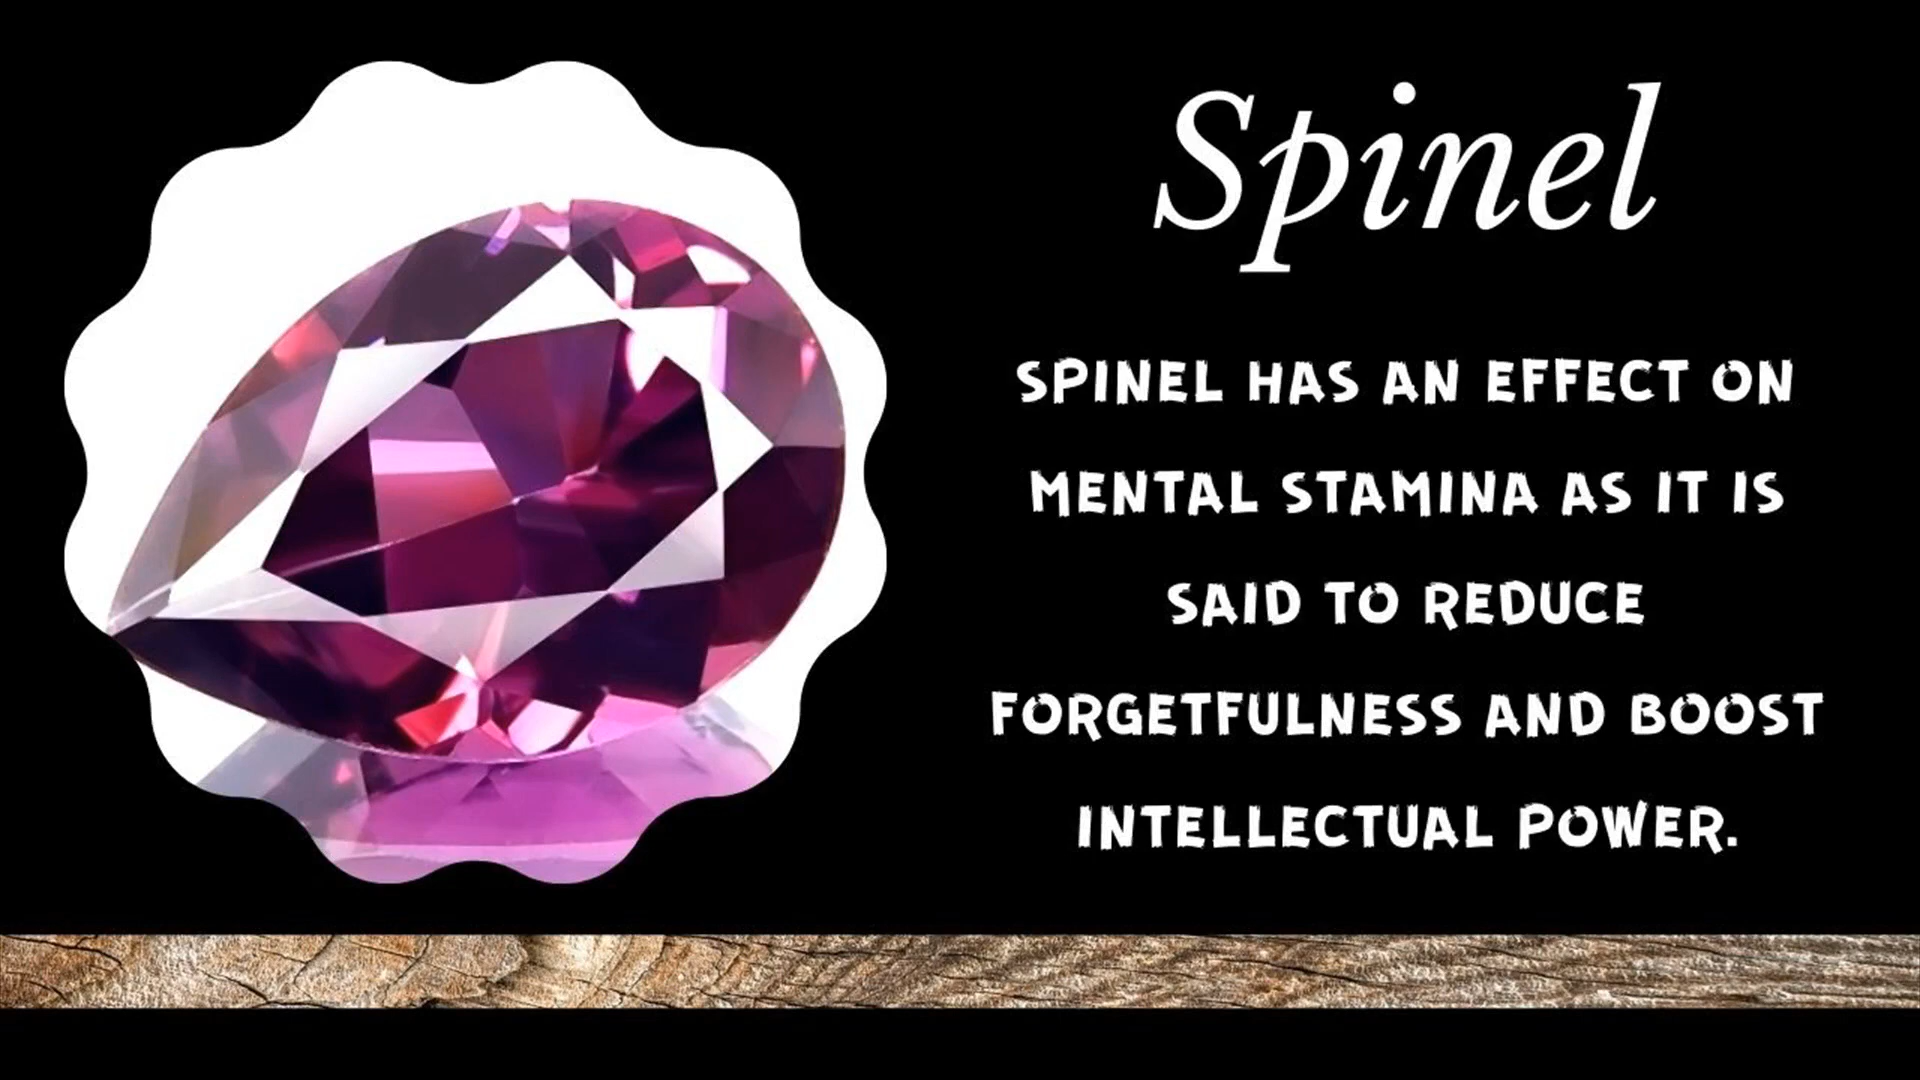 Spinel
SPINEL HAS AN EFFECT ON
MENTAL STAMINA AS IT IS
SAID TO REDUCE
FORGETFULNESS AND BOOST
INTELLECTUAL POWER.